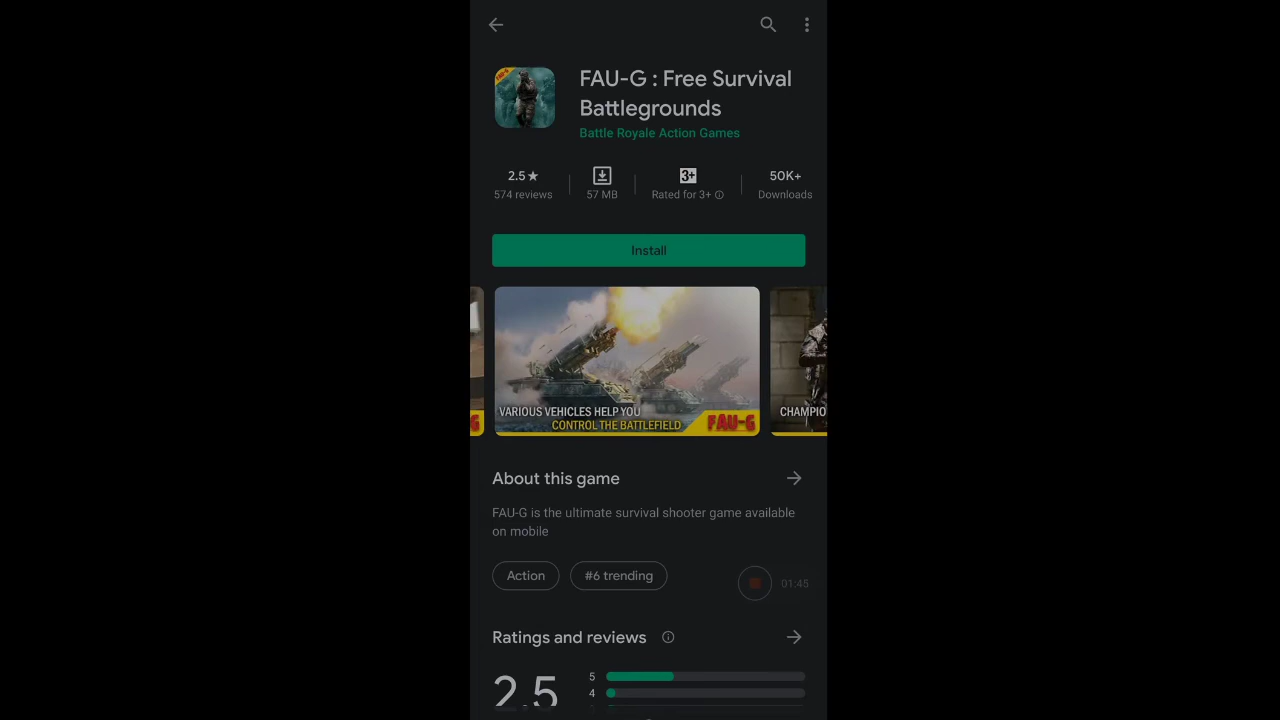 FAU-G : Free Survival
Battlegrounds
Battle Royale Action Games
2.5★
574 reviews
57 MB
3+
Rated for 3+
50K+
Downloads
Install
VARIOUS VEHICLES HELP YOU
CONTROL THE BATTLEFIELD
FAU-G
G
CHAMPIO
About this game
FAU-G is the ultimate survival shooter game available
on mobile
Action
#6 trending
01:45
Ratings and reviews
2.5
5
4